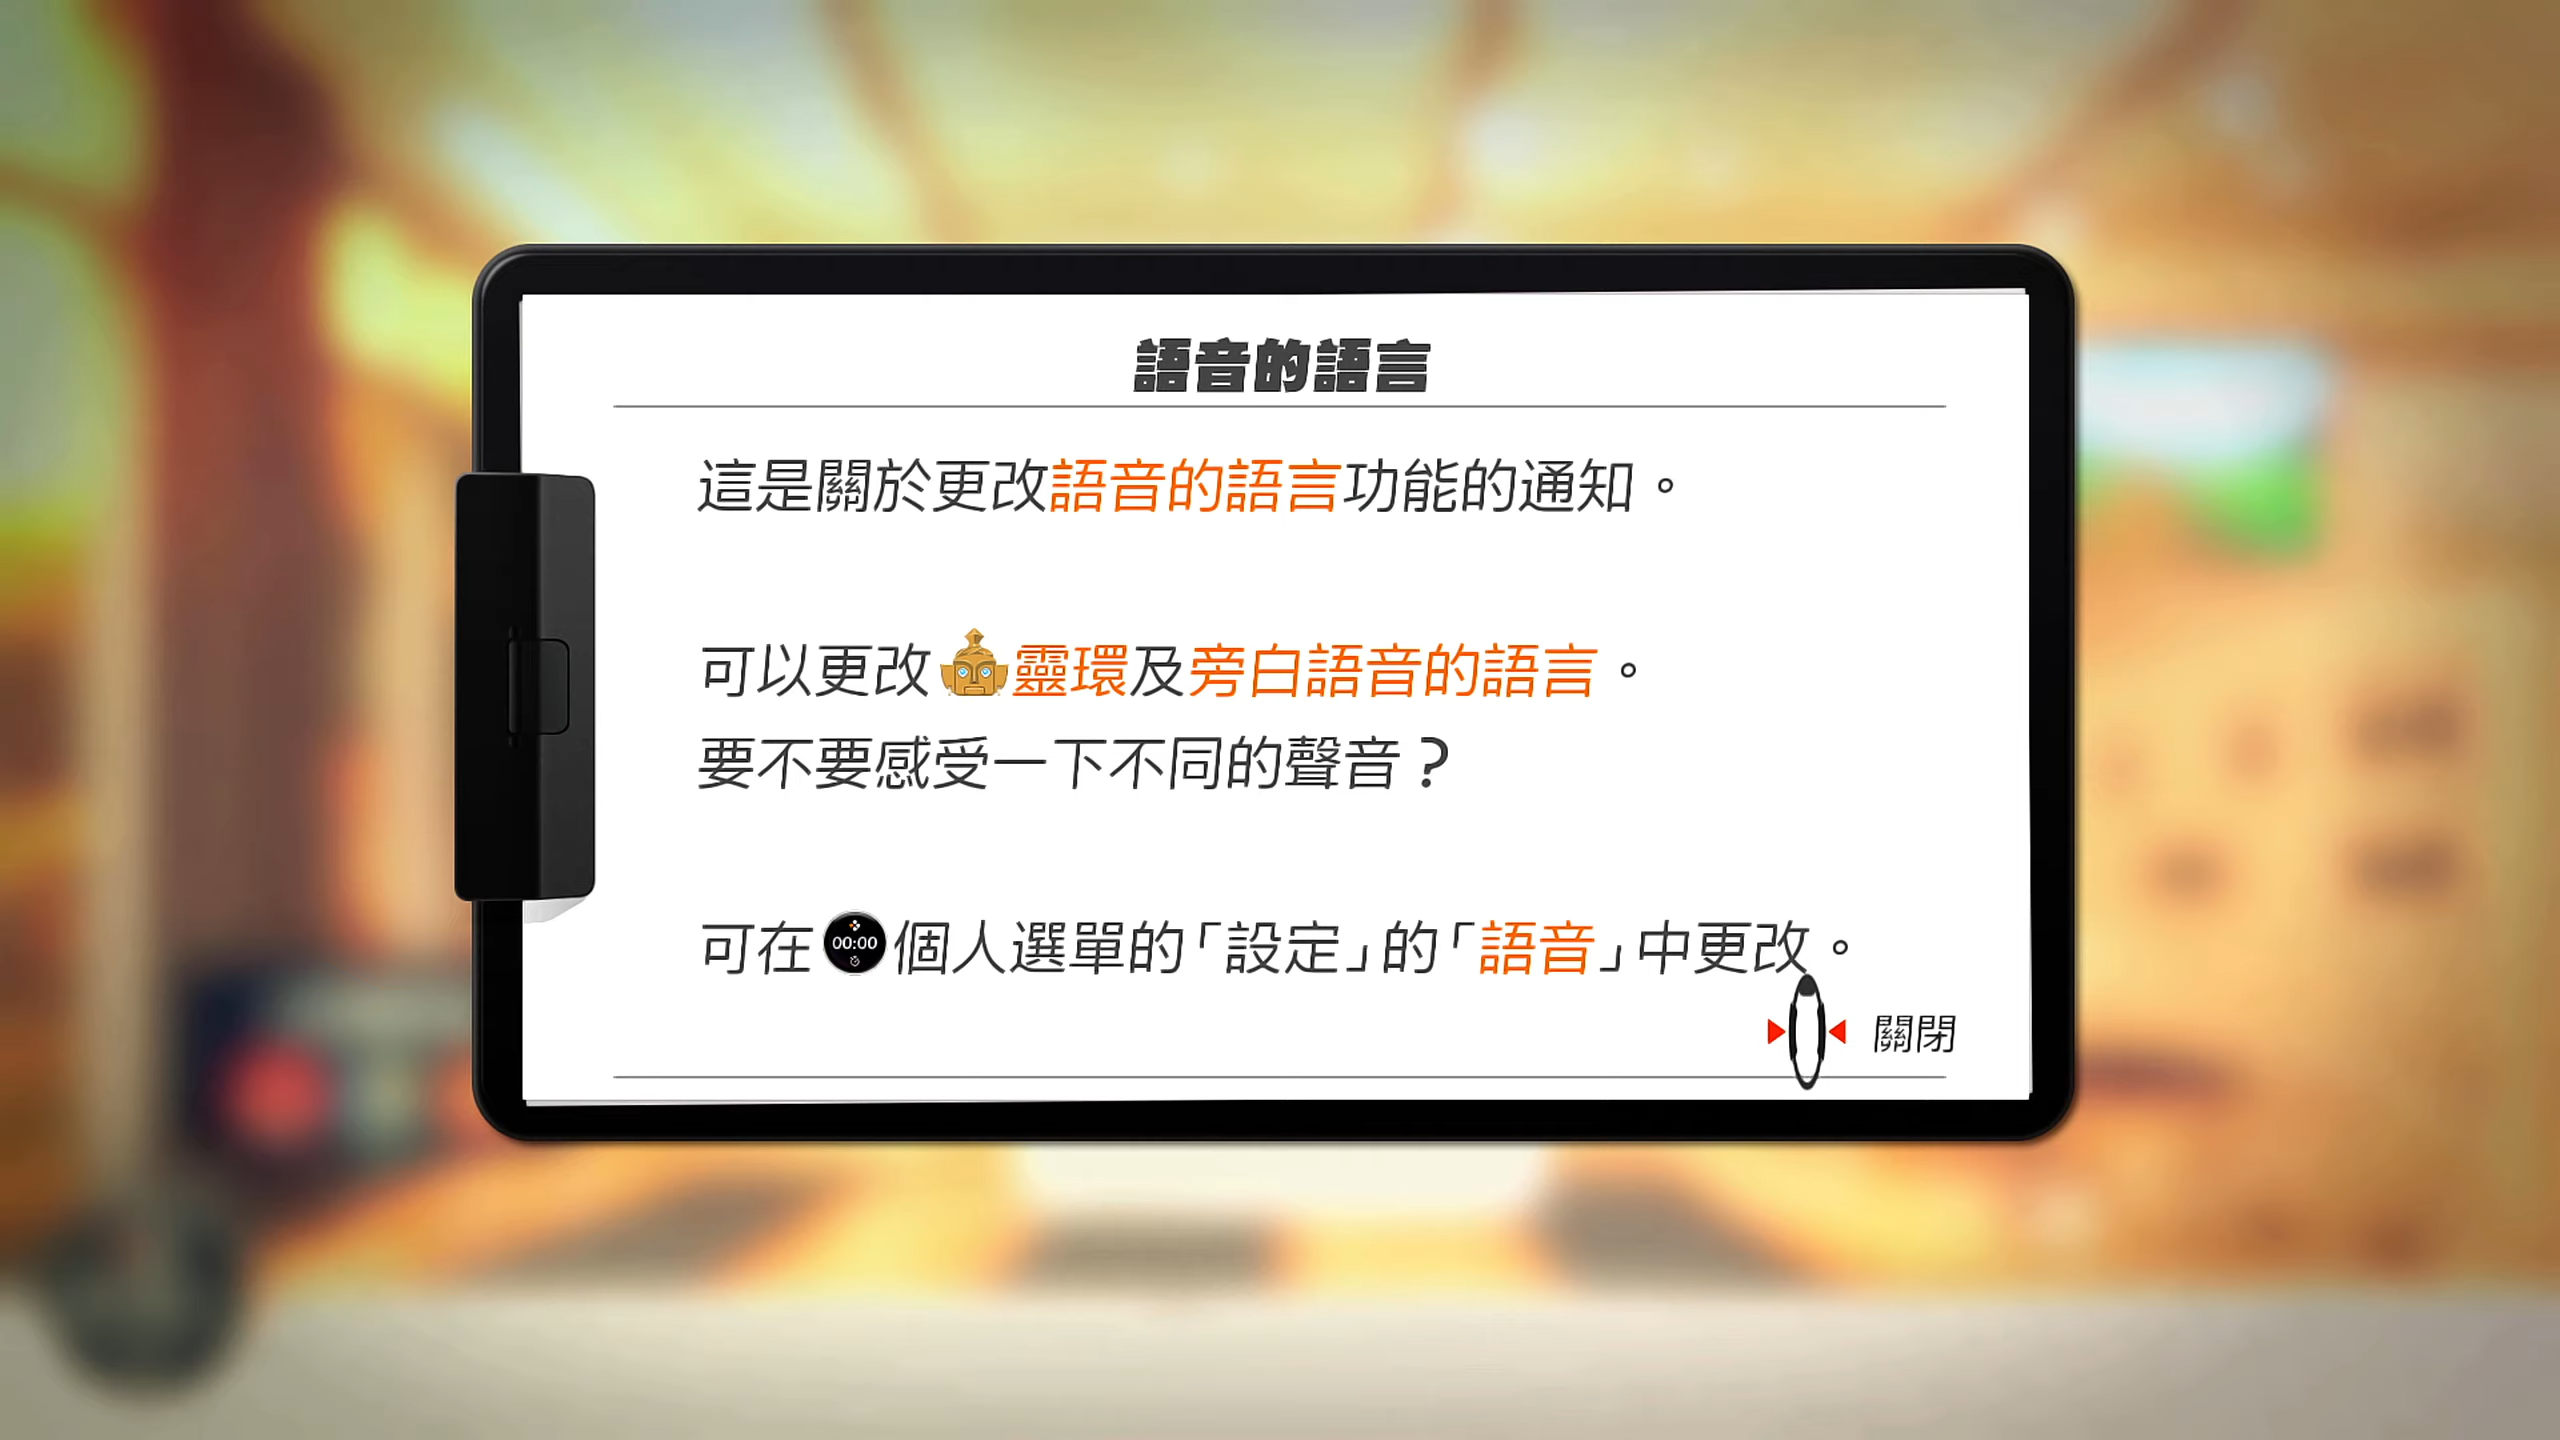 語音的語言
這是關於更改語音的語言功能的通知。
可以更改靈環及旁白語音的語言。
要不要感受一下不同的聲音？
可在00:00個人選單的「設定」的「語音」中更改。
關閉